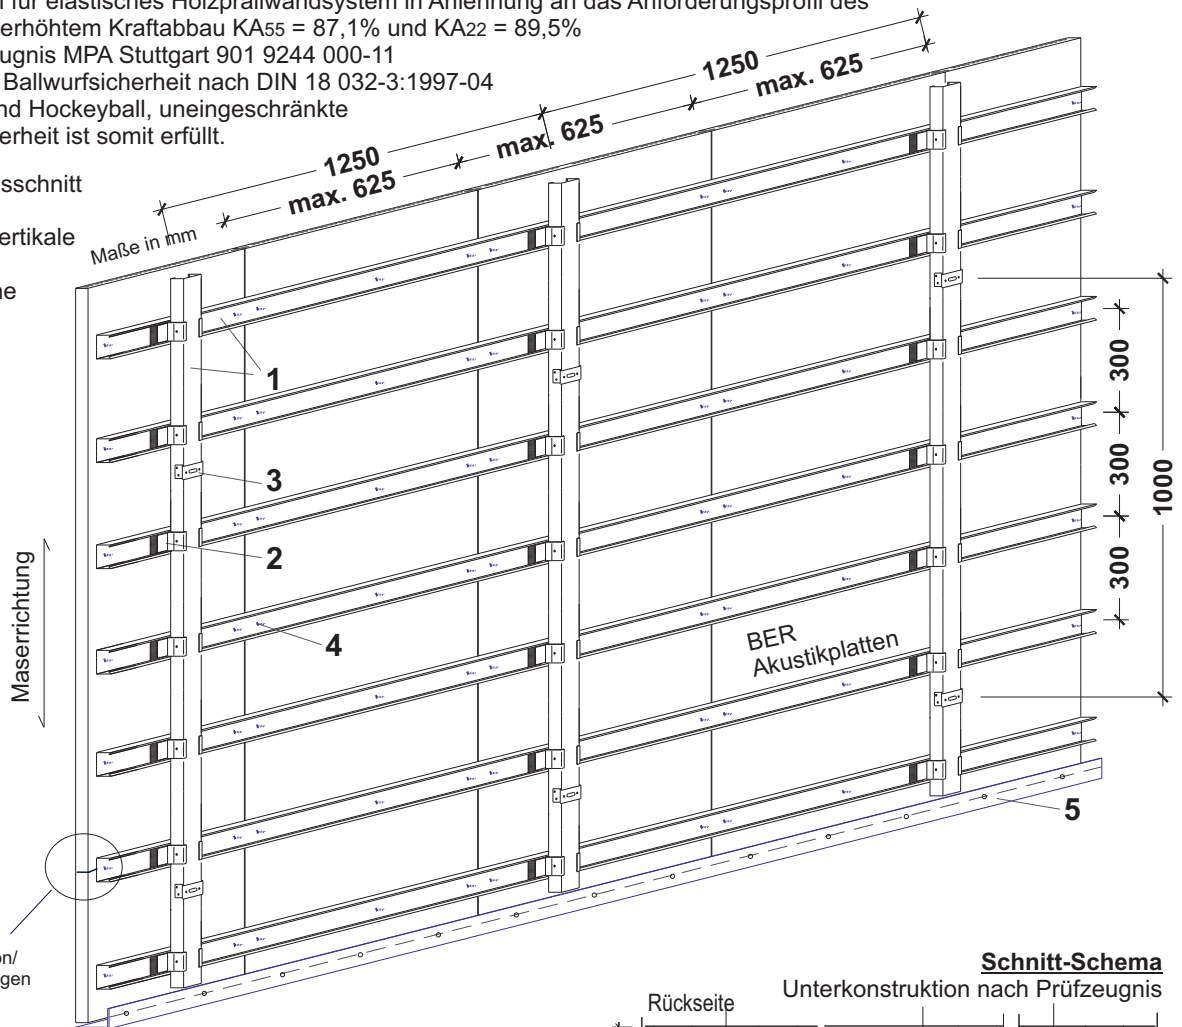 für elastisches Holzprallwandsystem in Anlehnung an das Anforderungsprofil des
erhöhtem Kraftabbau KA55 = 87,1% und KA22 = 89,5%
ugnis MPA Stuttgart 901 9244 000-11
Ballwurfsicherheit nach DIN 18 032-3:1997-04
nd Hockeyball, uneingeschränkte
erheit ist somit erfüllt.
sschnitt
ertikale
ne
Maße in mm
1250
max. 625
max. 625
1250
max. 625
1
3
2
4
5
300
300
300
1000
Maserrichtung
BER
Akustikplatten
on/
gen
Schnitt-Schema
Unterkonstruktion nach Prüfzeugnis
Rückseite